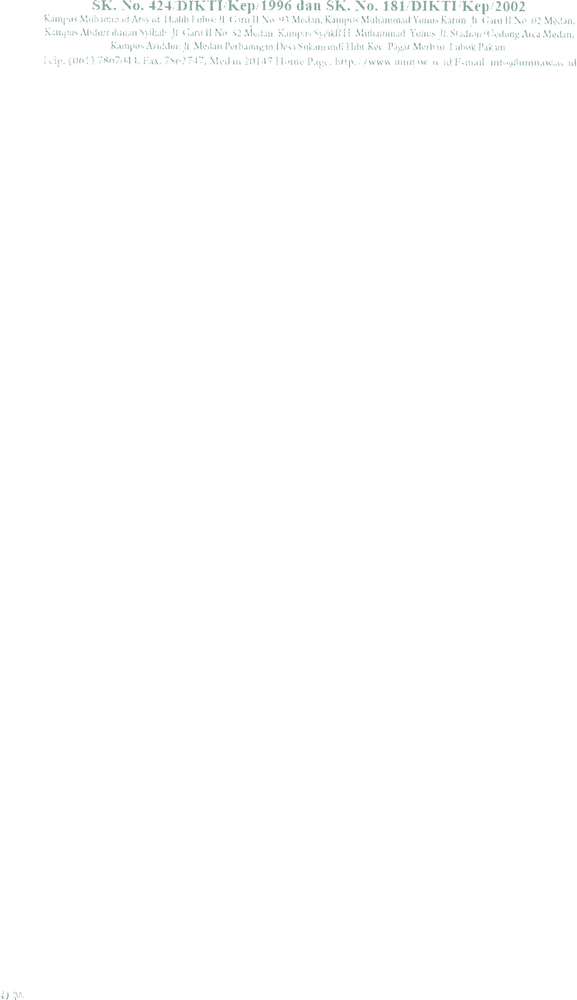 SK. No. 424/DIKTI/Kep/1996 dan SK. No. 181/DIKTI/Kep/2002
Kampus Muhammad Arsyad Thalib Lubis: Jl. Garu II No. 93 Medan, Kampus Muhammad Yunus Karim: Jl. Garu II No. 02 Medan,
Kampus Abdurrahman Syihab: Jl. Garu II No. 52 Medan, Kampus Syeikh H. Muhammad Yunus: Jl. Stadion/Gedung Arca Medan,
Kampus Aziddin: Jl. Medan Perbaungan Desa Sukamandi Hilir Kec. Pagar Merbau, Lubuk Pakam
Telp. (061) 7867044, Fax. 7862747, Medan 20147 Home Page: http://www.umnaw.ac.id E-mail: info@umnaw.ac.id